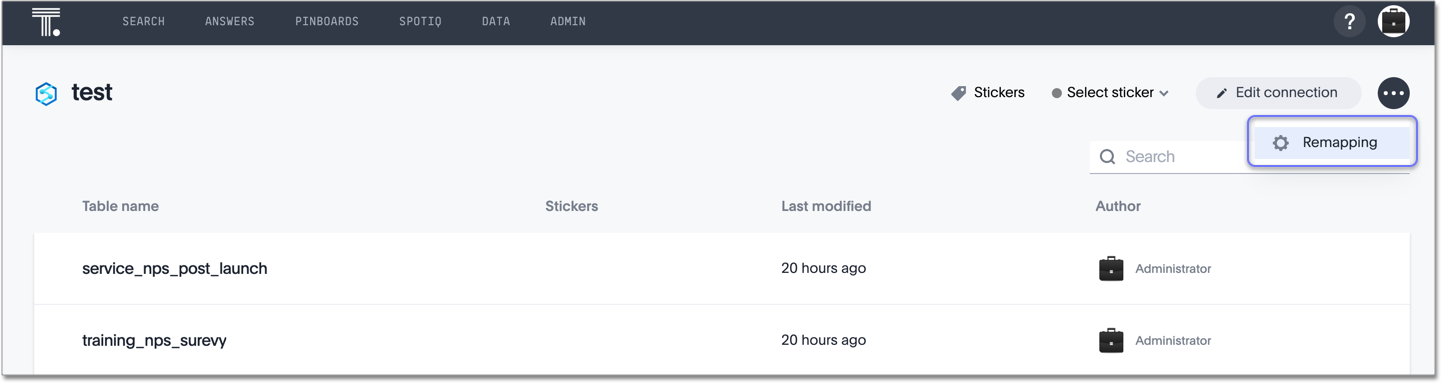 T. SEARCH ANSWERS PINBOARDS SPOTIQ DATA ADMIN ?
test Stickers Select sticker Edit connection
Remapping
Search
Table name Stickers Last modified Author
service_nps_post_launch 20 hours ago Administrator
training_nps_surevy 20 hours ago Administrator